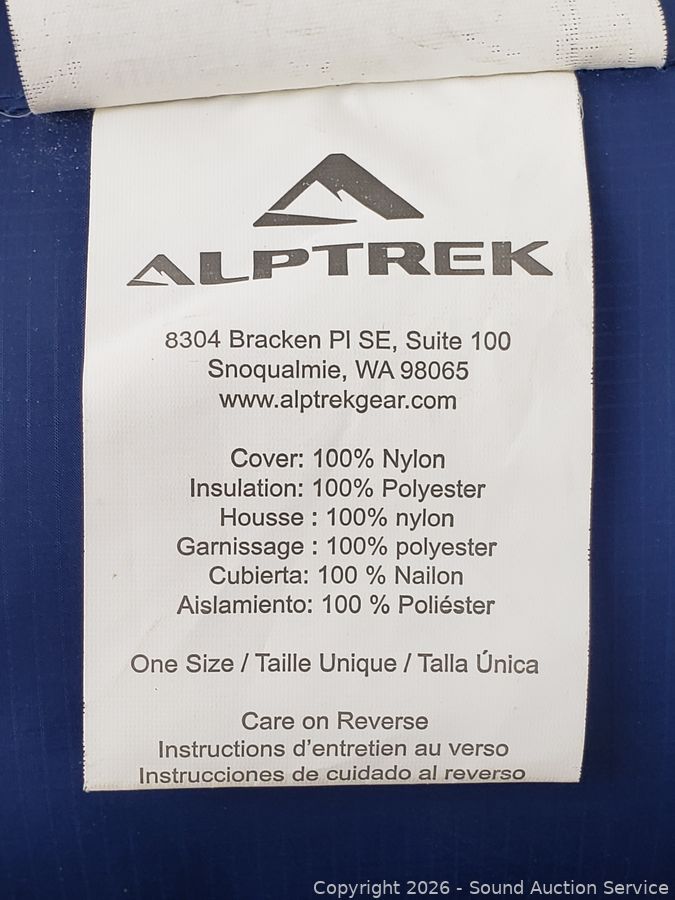 ALPTREK
8304 Bracken Pl SE, Suite 100
Snoqualmie, WA 98065
www.alptrekgear.com
Cover: 100% Nylon
Insulation: 100% Polyester
Housse : 100% nylon
Garnissage : 100% polyester
Cubierta: 100 % Nailon
Aislamiento: 100 % Poliéster
One Size / Taille Unique / Talla Única
Care on Reverse
Instructions d'entretien au verso
Instrucciones de cuidado al reverso
Copyright 2026 - Sound Auction Service